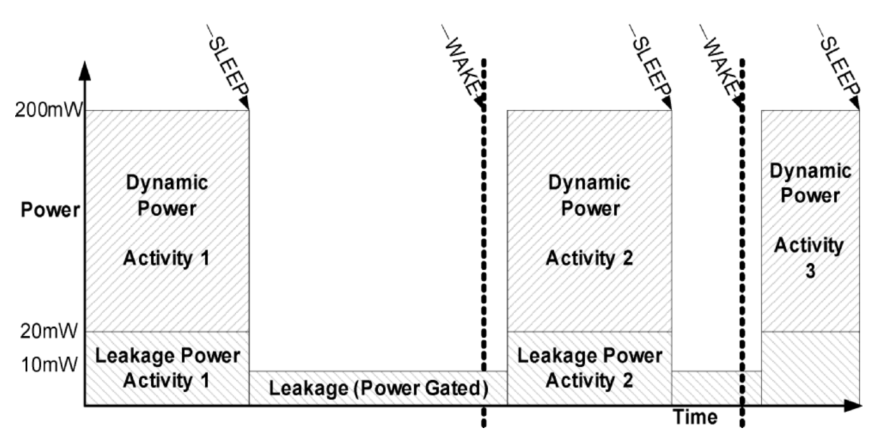 SLEEP
WAKE
SLEEP
WAKE
SLEEP
200mW
Power
20mW
10mW
Dynamic
Power
Activity 1
Leakage Power
Activity 1
Leakage (Power Gated)
Dynamic
Power
Activity 2
Leakage Power
Activity 2
Dynamic
Power
Activity
3
Time